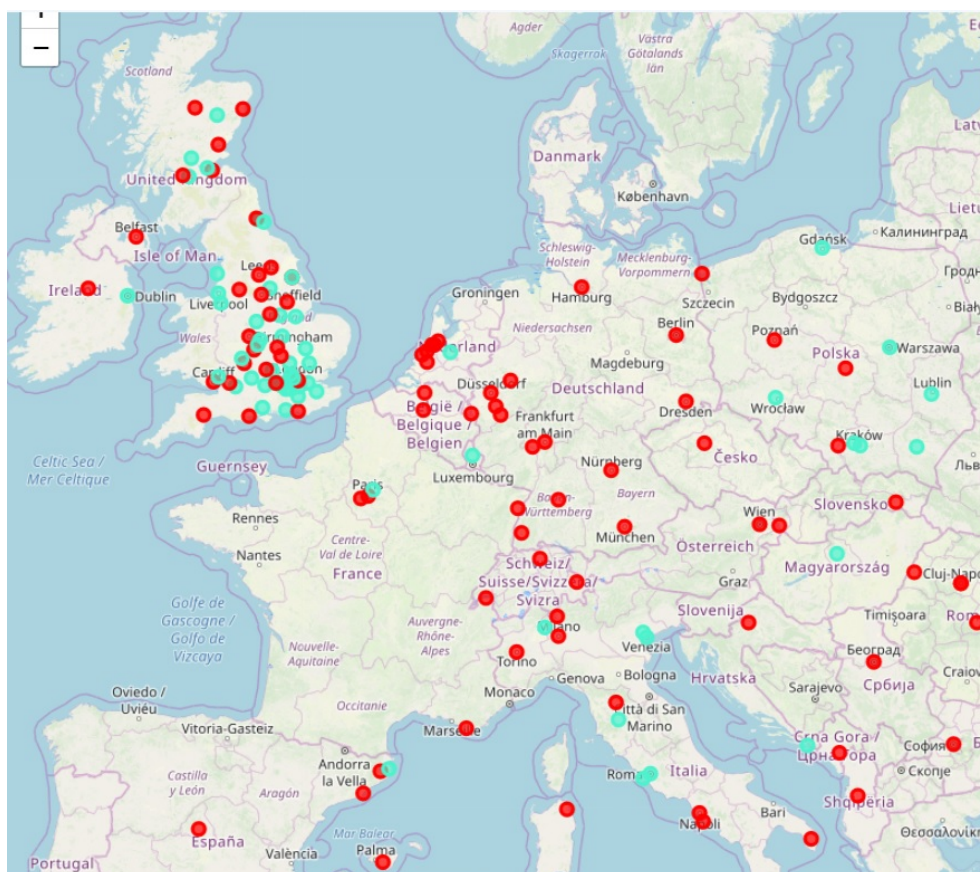 +
−
Agder
Skagerrak
Västra
Götalands
län
Scotland
Latv
Danmark
København
Lietu
United Kingdom
Belfast
Isle of Man
Gdańsk
Калининград
Schleswig-
Holstein
Mecklenburg-
Vorpommern
Ireland
Dublin
Liverpool
Sheffield
Groningen
Hamburg
Szczecin
Bydgoszcz
Wales
Birmingham
Nederland
Niedersachsen
Berlin
Poznań
Warszawa
Polska
Magdeburg
Cardiff
London
Düsseldorf
Deutschland
Lublin
België /
Belgique /
Belgien
Frankfurt
am Main
Dresden
Wrocław
Celtic Sea /
Mer Celtique
Guernsey
Luxembourg
Nürnberg
Česko
Kraków
Льв
Paris
Baden-
Württemberg
Bayern
Slovensko
Rennes
München
Wien
Centre-
Val de Loire
Nantes
France
Schweiz/
Suisse/Svizzera/
Svizra
Österreich
Magyarország
Cluj-Napo
Graz
Golfe de
Gascogne /
Golfo de
Vizcaya
Auvergne-
Rhône-
Alpes
Slovenija
Timișoara
Rom
Milano
Nouvelle-
Aquitaine
Torino
Venezia
Hrvatska
Београд
Genova
Bologna
Србија
Craiov
Oviedo /
Uviéu
Monaco
Sarajevo
Occitanie
Città di San
Marino
Vitoria-Gasteiz
Marseille
Crna Gora /
Црна Гора
София
Andorra
la Vella
Скопје
Castilla
y León
Aragón
Roma
Italia
Shqipëria
Bari
Napoli
España
Mar Balear
Θεσσαλονίκ
Portugal
València
Palma